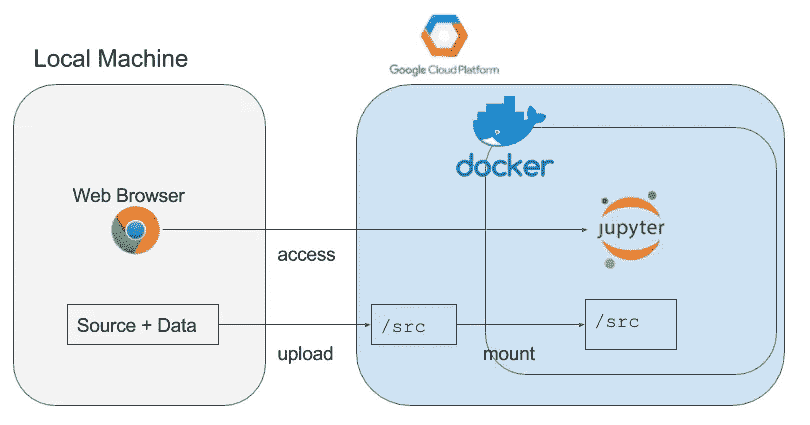 Local Machine
Google Cloud Platform
docker
Web Browser
jupyter
access
Source + Data
/src
/src
upload
mount